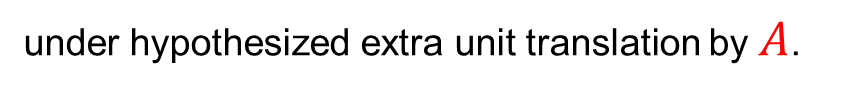 under hypothesized extra unit translation by A.